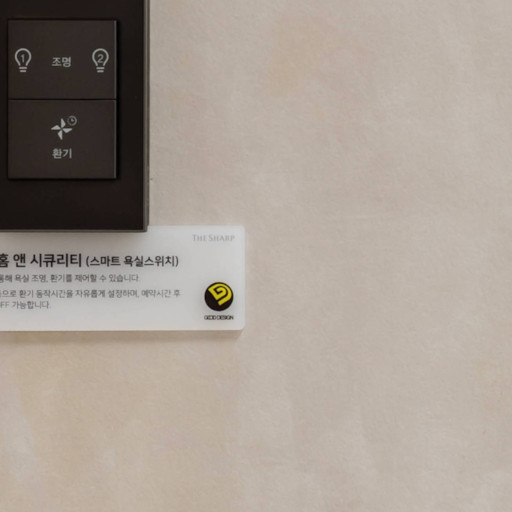 1 조명 2
환기
THE SHARP
홈 앤 시큐리티 (스마트 욕실스위치)
통해 욕실 조명, 환기를 제어할 수 있습니다.
으로 환기 동작시간을 자유롭게 설정하며, 예약시간 후
FF 가능합니다.
GOOD DESIGN